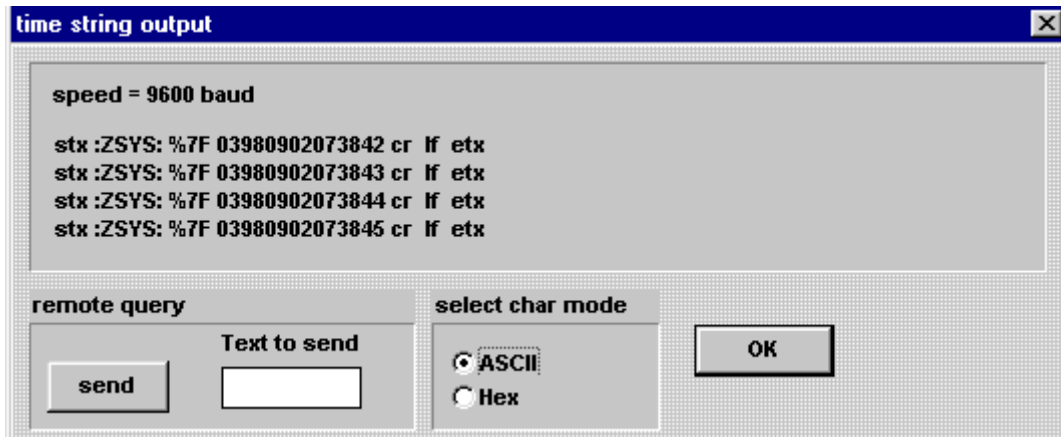 time string output
speed = 9600 baud
stx :ZSYS: %7F 03980902073842 cr lf etx
stx :ZSYS: %7F 03980902073843 cr lf etx
stx :ZSYS: %7F 03980902073844 cr lf etx
stx :ZSYS: %7F 03980902073845 cr lf etx
remote query
Text to send
send
select char mode
ASCII
Hex
OK